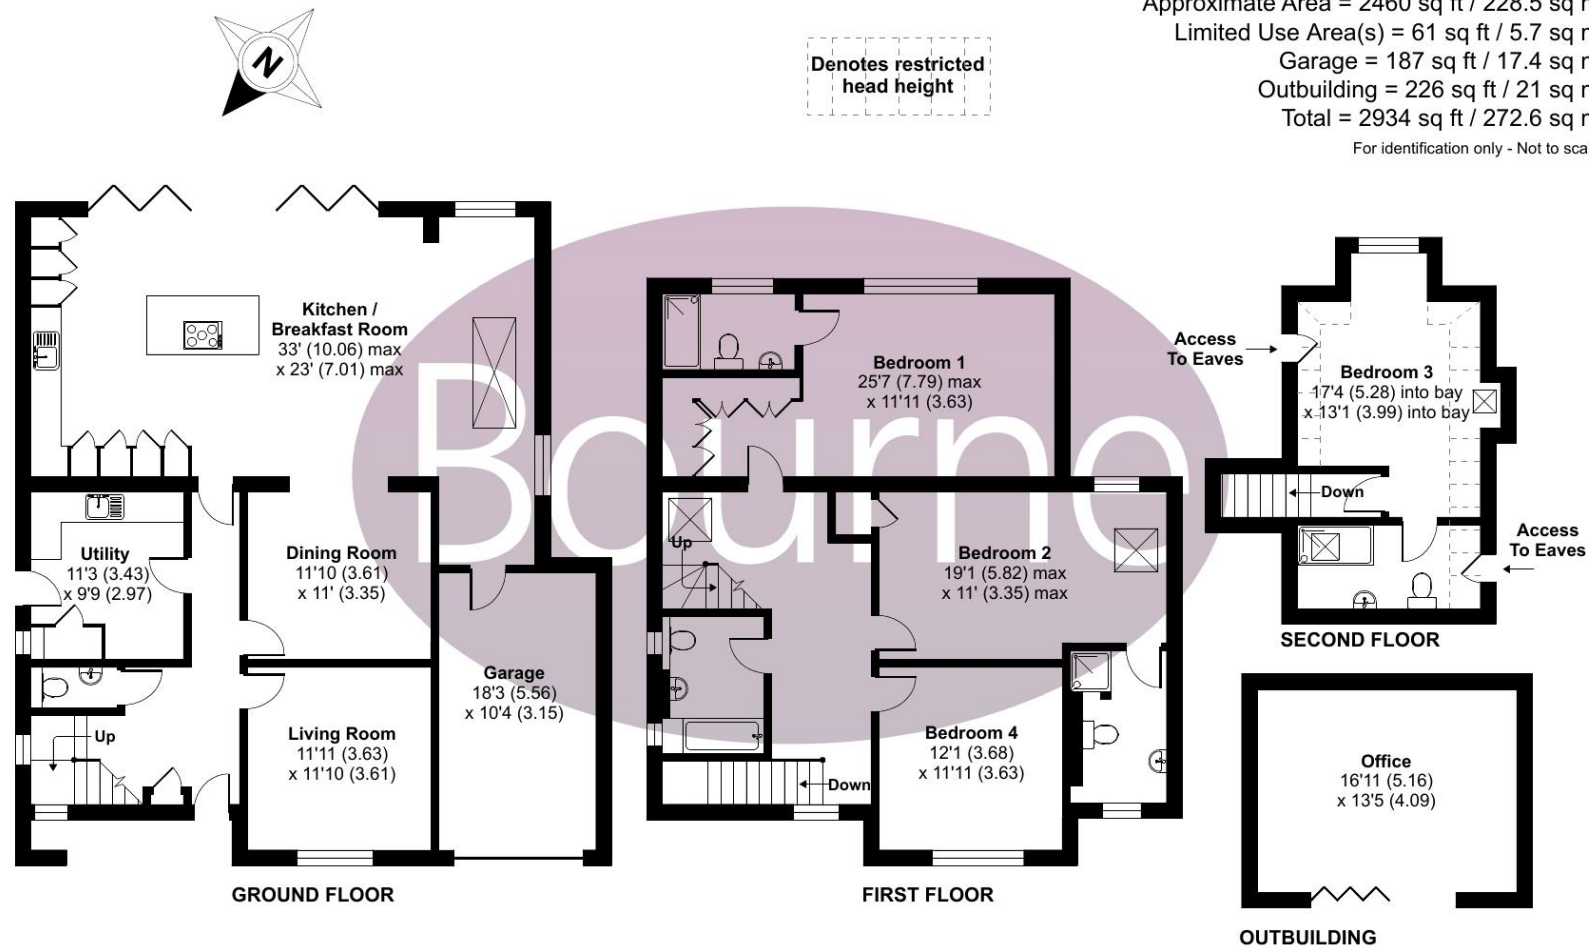 Approximate Area = 2460 sq ft / 228.5 sq m
Limited Use Area(s) = 61 sq ft / 5.7 sq m
Garage = 187 sq ft / 17.4 sq m
Outbuilding = 226 sq ft / 21 sq m
Total = 2934 sq ft / 272.6 sq m
For identification only - Not to sca
N
Denotes restricted
head height
Kitchen /
Breakfast Room
33' (10.06) max
x 23' (7.01) max
Utility
11'3 (3.43)
x 9'9 (2.97)
Dining Room
11'10 (3.61)
x 11' (3.35)
Garage
18'3 (5.56)
x 10'4 (3.15)
Living Room
11'11 (3.63)
x 11'10 (3.61)
Up
GROUND FLOOR
Bourne
Bedroom 1
25'7 (7.79) max
x 11'11 (3.63)
Up
Bedroom 2
19'1 (5.82) max
x 11' (3.35) max
Bedroom 4
12'1 (3.68)
x 11'11 (3.63)
Down
FIRST FLOOR
Access
To Eaves
Bedroom 3
17'4 (5.28) into bay
x 13'1 (3.99) into bay
Down
Access
To Eaves
SECOND FLOOR
Office
16'11 (5.16)
x 13'5 (4.09)
OUTBUILDING